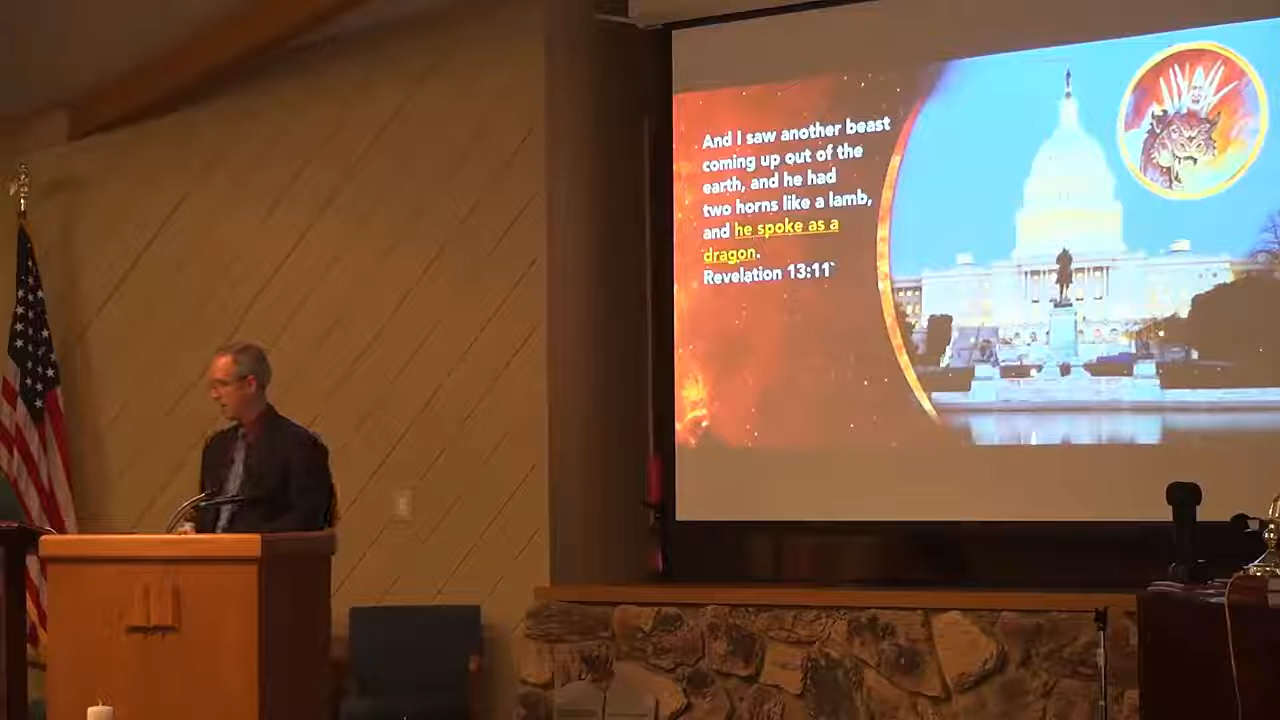 And I saw another beast
coming up out of the
earth, and he had
two horns like a lamb,
and he spoke as a
dragon.
Revelation 13:11`